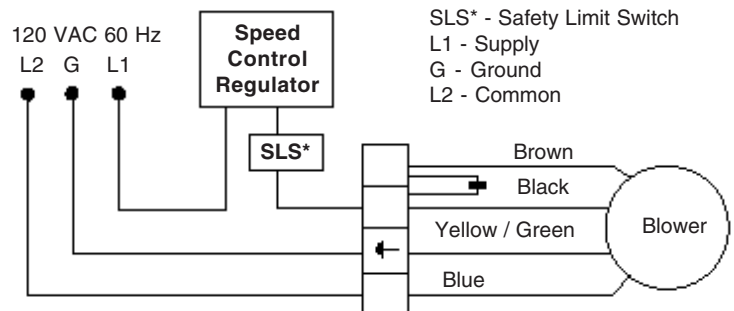 120 VAC 60 Hz
L2 G L1
Speed
Control
Regulator
SLS* - Safety Limit Switch
L1 - Supply
G - Ground
L2 - Common
SLS*
Brown
Black
Yellow / Green
Blue
Blower